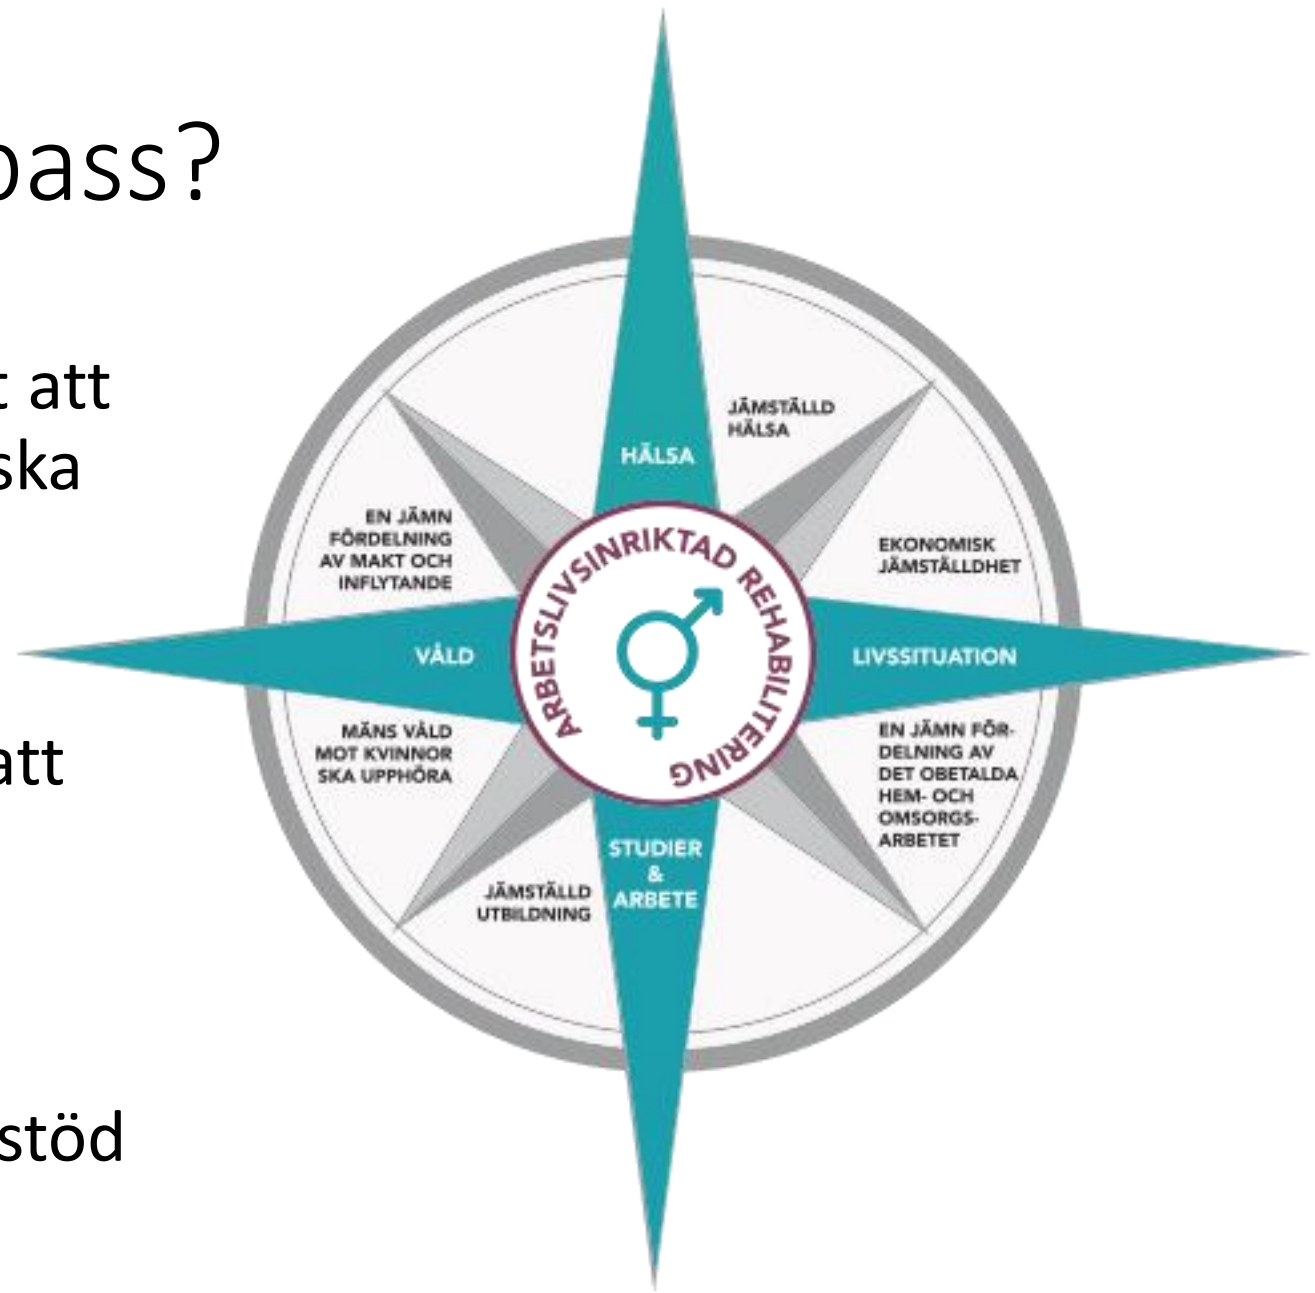 pass?
t att
ska
att
stöd
HÄLSA
JÄMSTÄLLD
HÄLSA
EKONOMISK
JÄMSTÄLLDHET
LIVSSITUATION
EN JÄMN FÖR-
DELNING AV
DET OBETALDA
HEM- OCH
OMSORGS-
ARBETET
STUDIER
&
ARBETE
JÄMSTÄLLD
UTBILDNING
MÄNS VÅLD
MOT KVINNOR
SKA UPPHÖRA
VÅLD
EN JÄMN
FÖRDELNING
AV MAKT OCH
INFLYTANDE
ARBETSLIVSINRIKTAD REHABILITERING